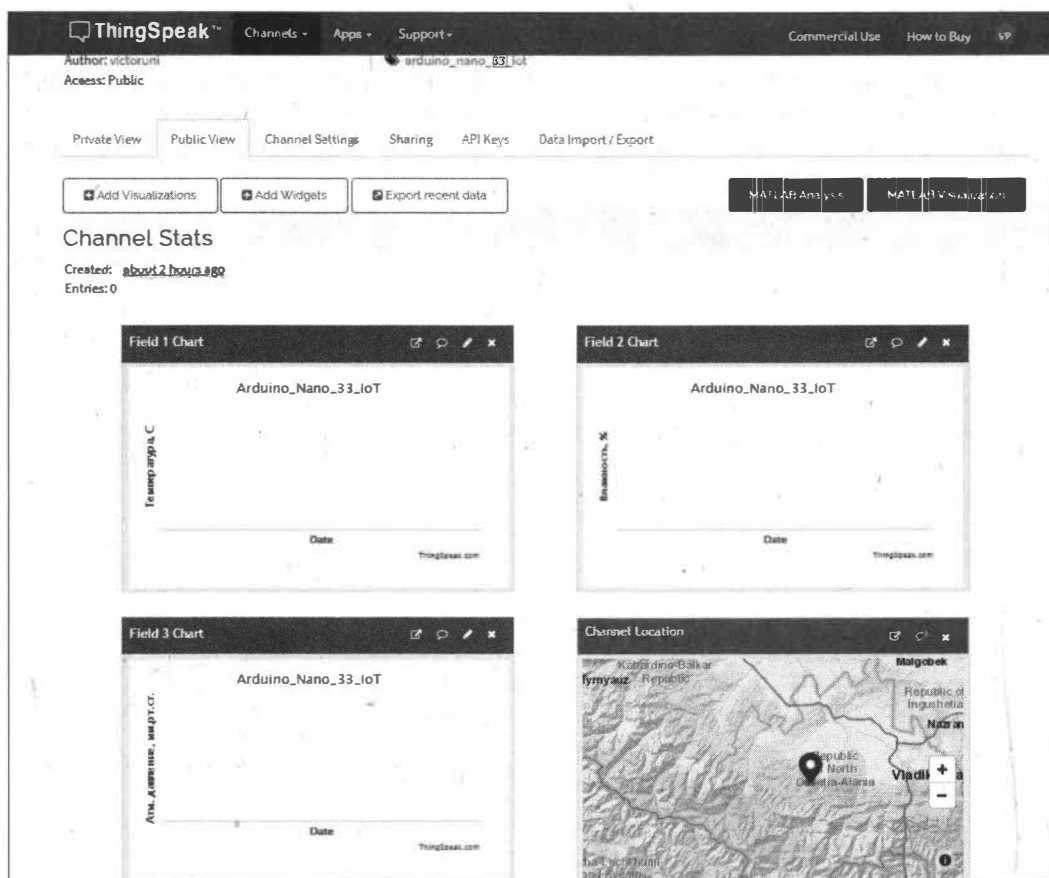 ThingSpeak™ Channels Apps Support Commercial Use How to Buy VP
Author: victoruni arduino_nano_33_iot
Access: Public
Private View Public View Channel Settings Sharing API Keys Data Import / Export
Add Visualizations Add Widgets Export recent data MATLAB Analysis MATLAB Visualization
Channel Stats
Created: about 2 hours ago
Entries: 0
Field 1 Chart Field 2 Chart
Arduino_Nano_33_IoT Arduino_Nano_33_IoT
Температура, C Влажность, %
Date Date
ThingSpeak.com ThingSpeak.com
Field 3 Chart Channel Location
Arduino_Nano_33_IoT
Атм. давление, мм.рт.ст.
Date
ThingSpeak.com
Kabardino-Balkar
Republic
Malgobek
Tyrnyauz
Republic of
Ingushetia
Nazran
Republic
North
Ossetia-Alania
+
−